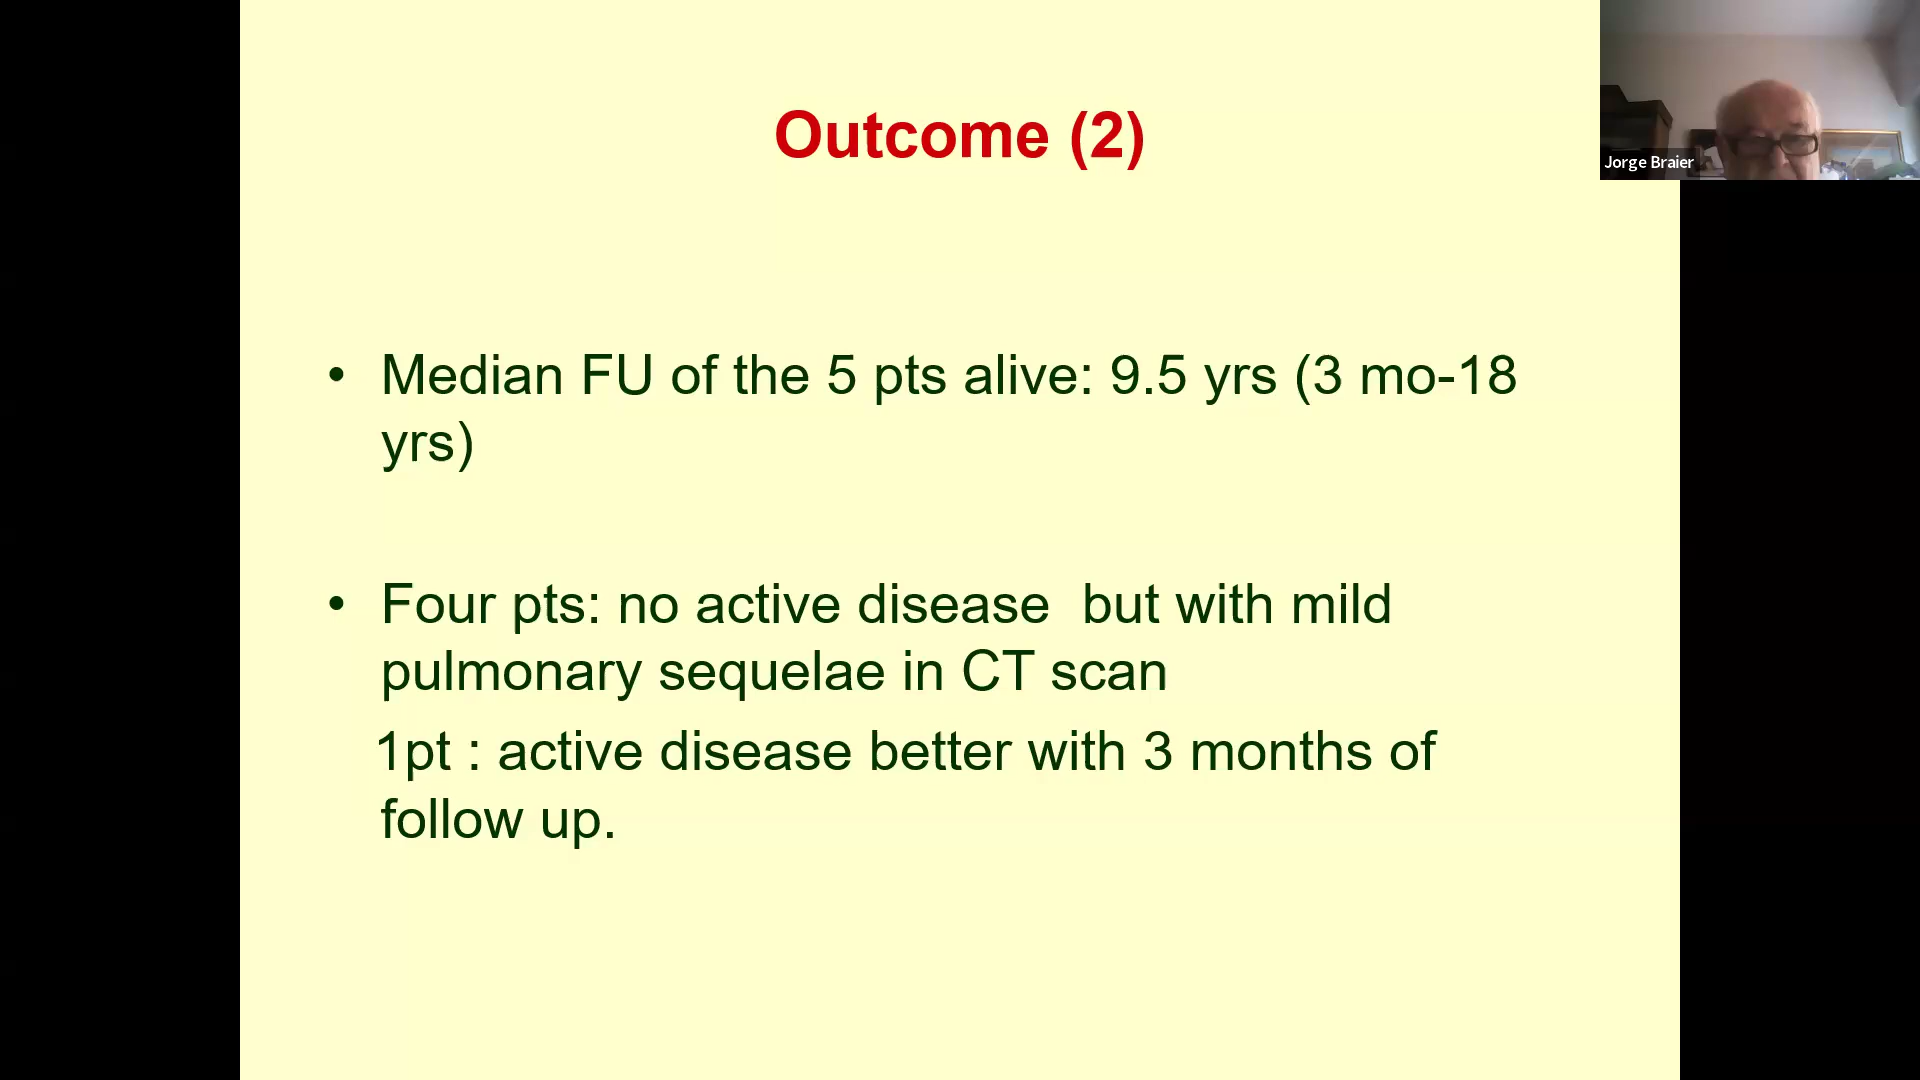 Outcome (2)
Jorge Braier
• Median FU of the 5 pts alive: 9.5 yrs (3 mo-18
yrs)
• Four pts: no active disease  but with mild
pulmonary sequelae in CT scan
1pt : active disease better with 3 months of
follow up.